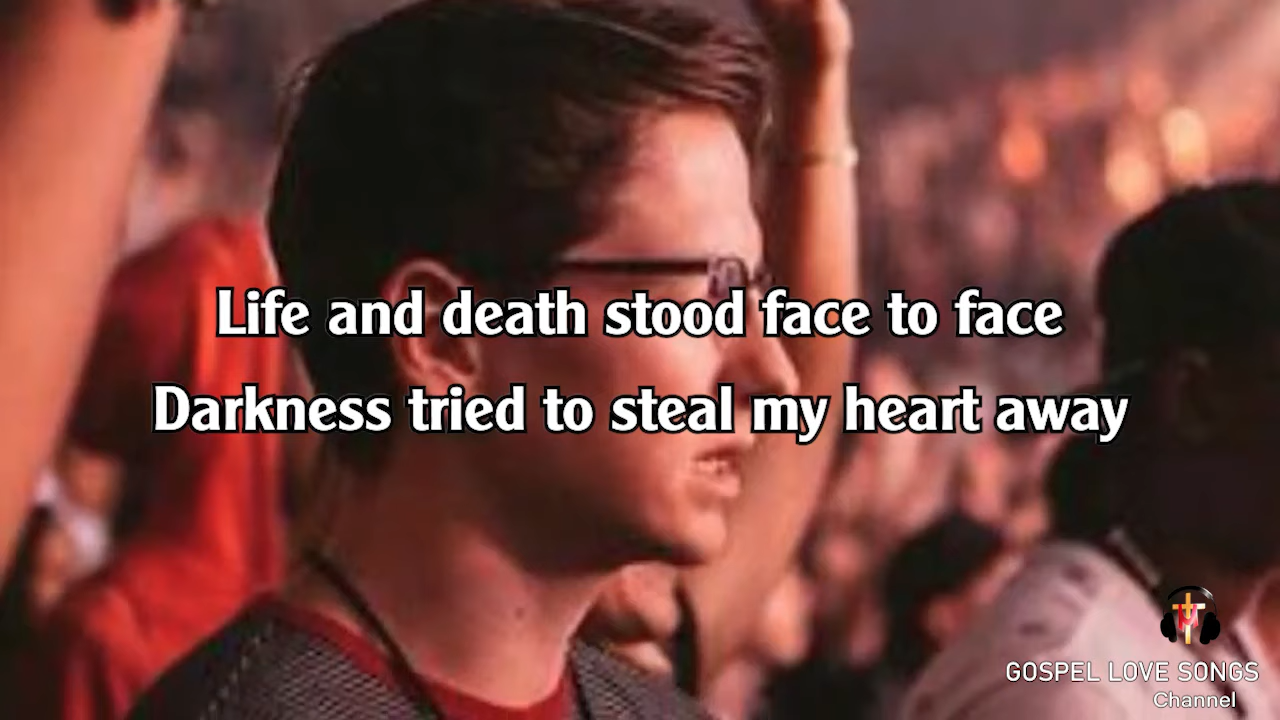 Life and death stood face to face
Darkness tried to steal my heart away
GOSPEL LOVE SONGS
Channel